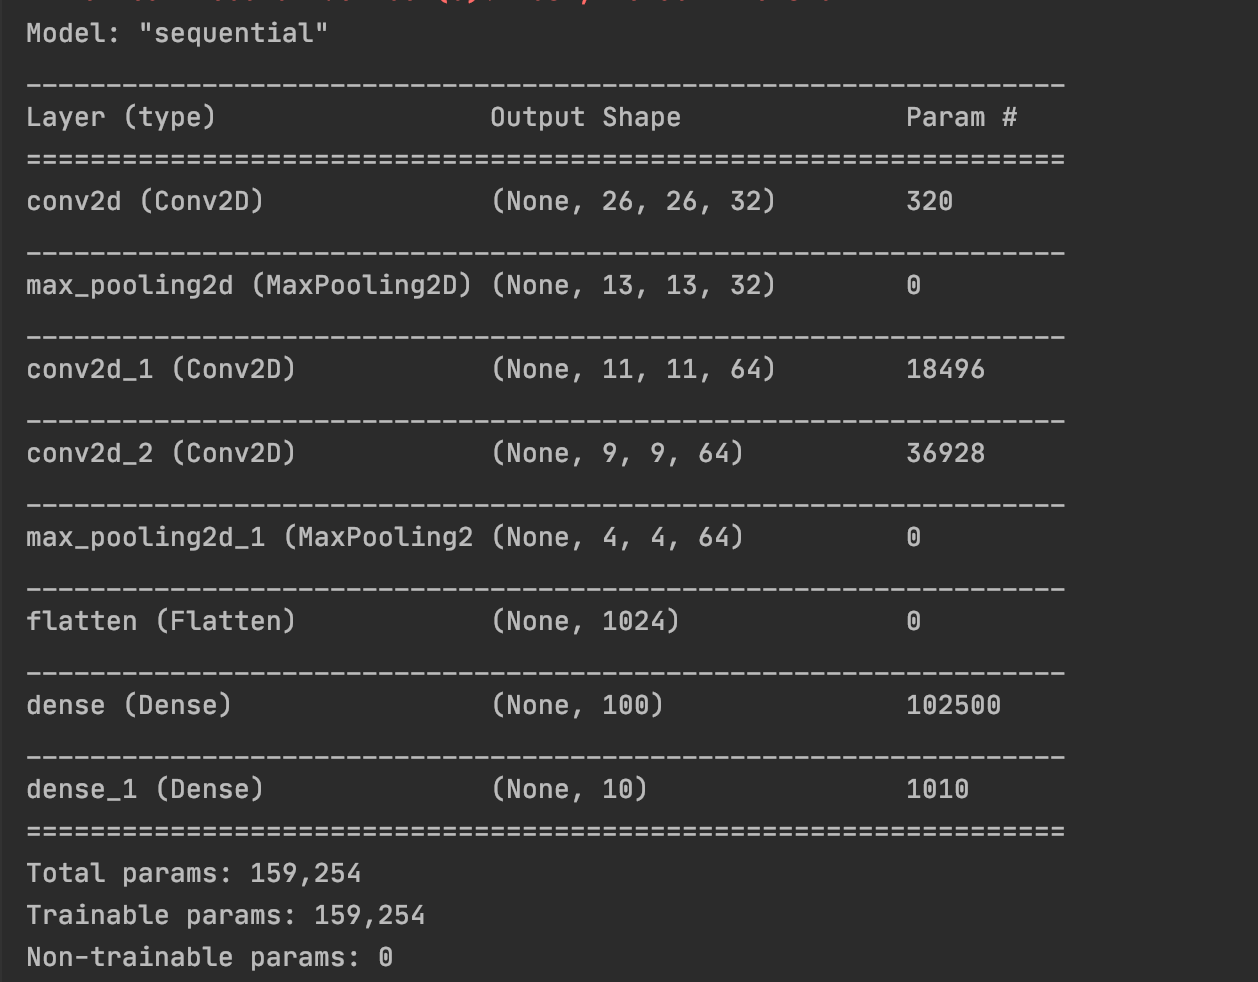 Model: "sequential"
_________________________________________________________________
Layer (type)                 Output Shape              Param #
=================================================================
conv2d (Conv2D)              (None, 26, 26, 32)        320
_________________________________________________________________
max_pooling2d (MaxPooling2D) (None, 13, 13, 32)        0
_________________________________________________________________
conv2d_1 (Conv2D)            (None, 11, 11, 64)        18496
_________________________________________________________________
conv2d_2 (Conv2D)            (None, 9, 9, 64)          36928
_________________________________________________________________
max_pooling2d_1 (MaxPooling2 (None, 4, 4, 64)          0
_________________________________________________________________
flatten (Flatten)            (None, 1024)              0
_________________________________________________________________
dense (Dense)                (None, 100)               102500
_________________________________________________________________
dense_1 (Dense)              (None, 10)                1010
=================================================================
Total params: 159,254
Trainable params: 159,254
Non-trainable params: 0